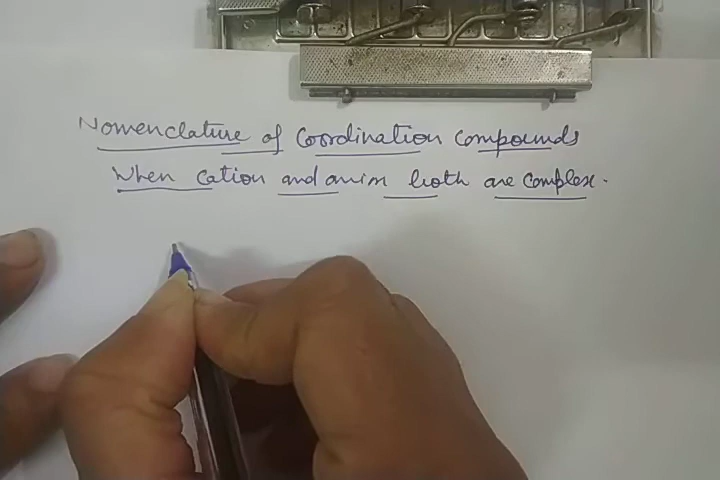 Nomenclature of Coordination Compounds
When Cation and anion both are complex.